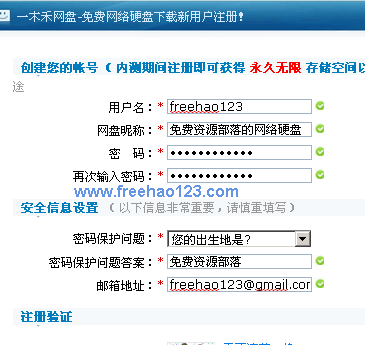 一木禾网盘-免费网络硬盘下载新用户注册!
创建您的帐号 ( 内测期间注册即可获得 永久无限 存储空间以
途
用户名：* freehao123
网盘昵称：* 免费资源部落的网络硬盘
密 码：* ●●●●●●●●●●●●
再次输入密码：* ●●●●●●●●●●●●
www.freehao123.com
安全信息设置 （以下信息非常重要，请慎重填写）
密码保护问题：* 您的出生地是?
密码保护问题答案：* 免费资源部落
邮箱地址：* freehao123@gmail.com
注册验证